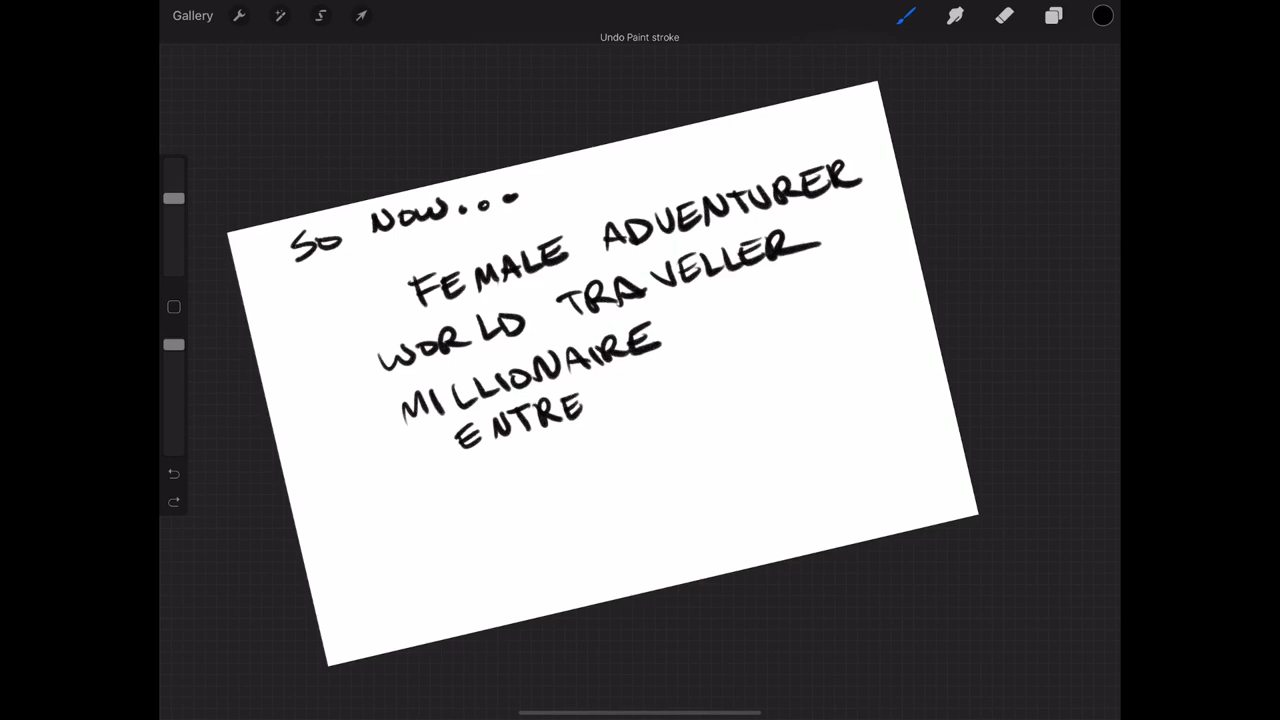 Gallery
Undo Paint stroke
SO NOW...
FEMALE ADVENTURER
WORLD TRAVELLER
MILLIONAIRE
ENTRE